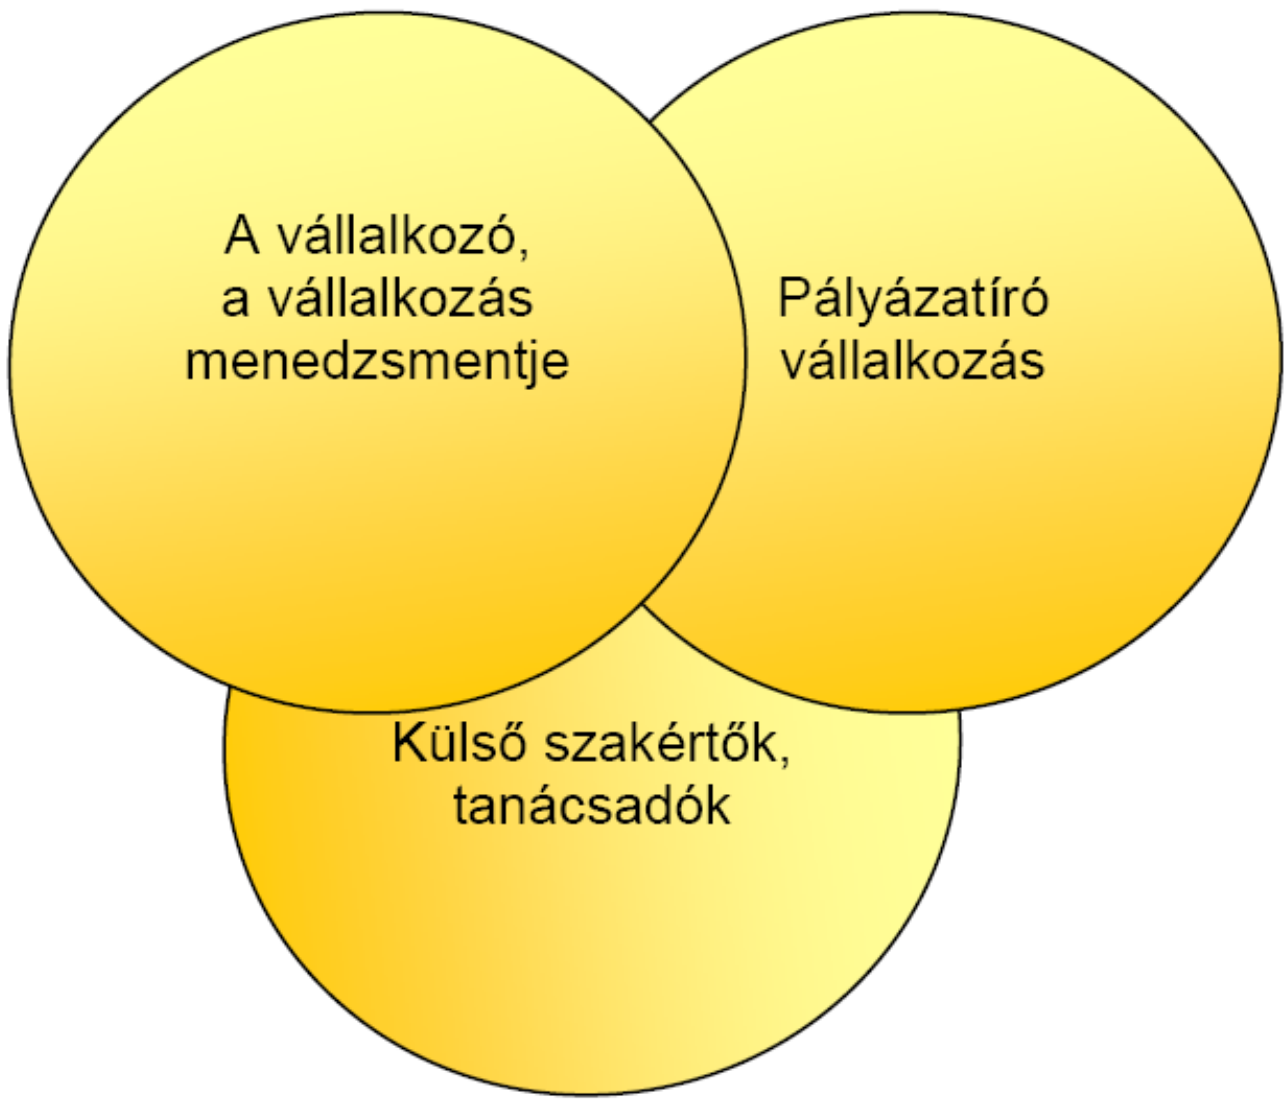 A vállalkozó,
a vállalkozás
menedzsmentje
Pályázatíró
vállalkozás
Külső szakértők,
tanácsadók